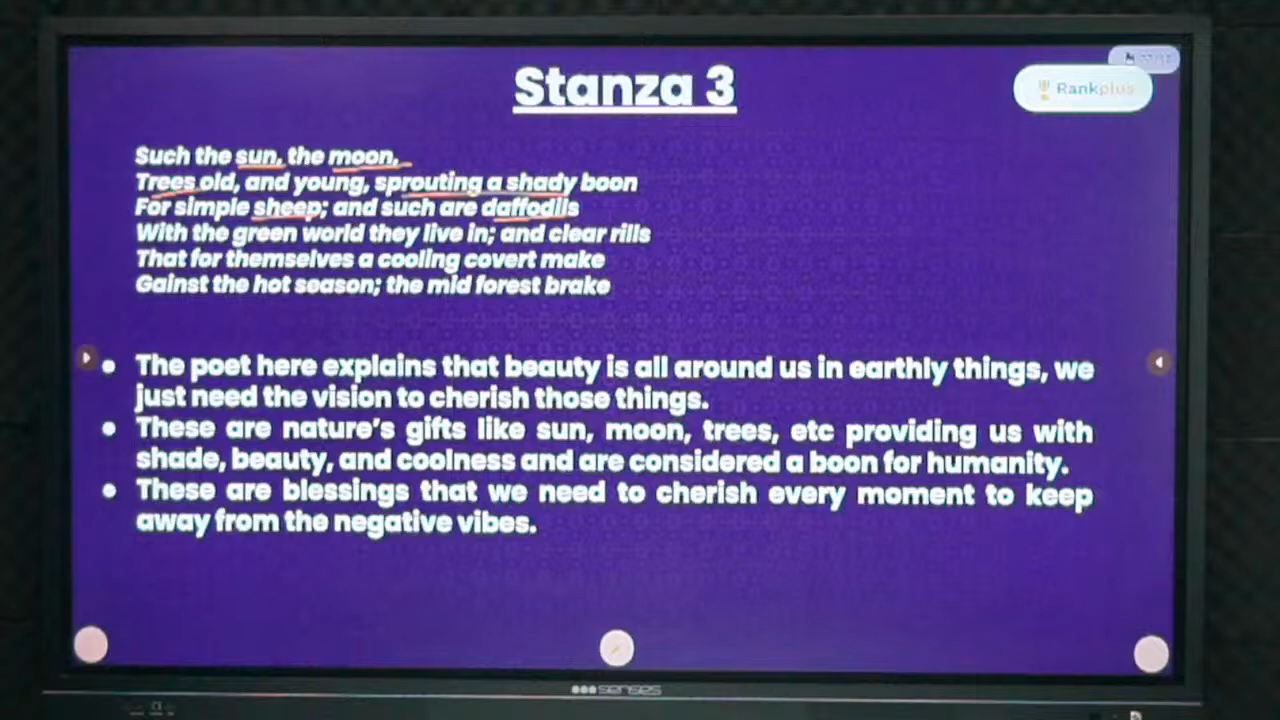 Stanza 3
Rankplus
Such the sun, the moon,
Trees old, and young, sprouting a shady boon
For simple sheep; and such are daffodils
With the green world they live in; and clear rills
That for themselves a cooling covert make
Gainst the hot season; the mid forest brake
• The poet here explains that beauty is all around us in earthly things, we
just need the vision to cherish those things.
• These are nature's gifts like sun, moon, trees, etc providing us with
shade, beauty, and coolness and are considered a boon for humanity.
• These are blessings that we need to cherish every moment to keep
away from the negative vibes.
senses